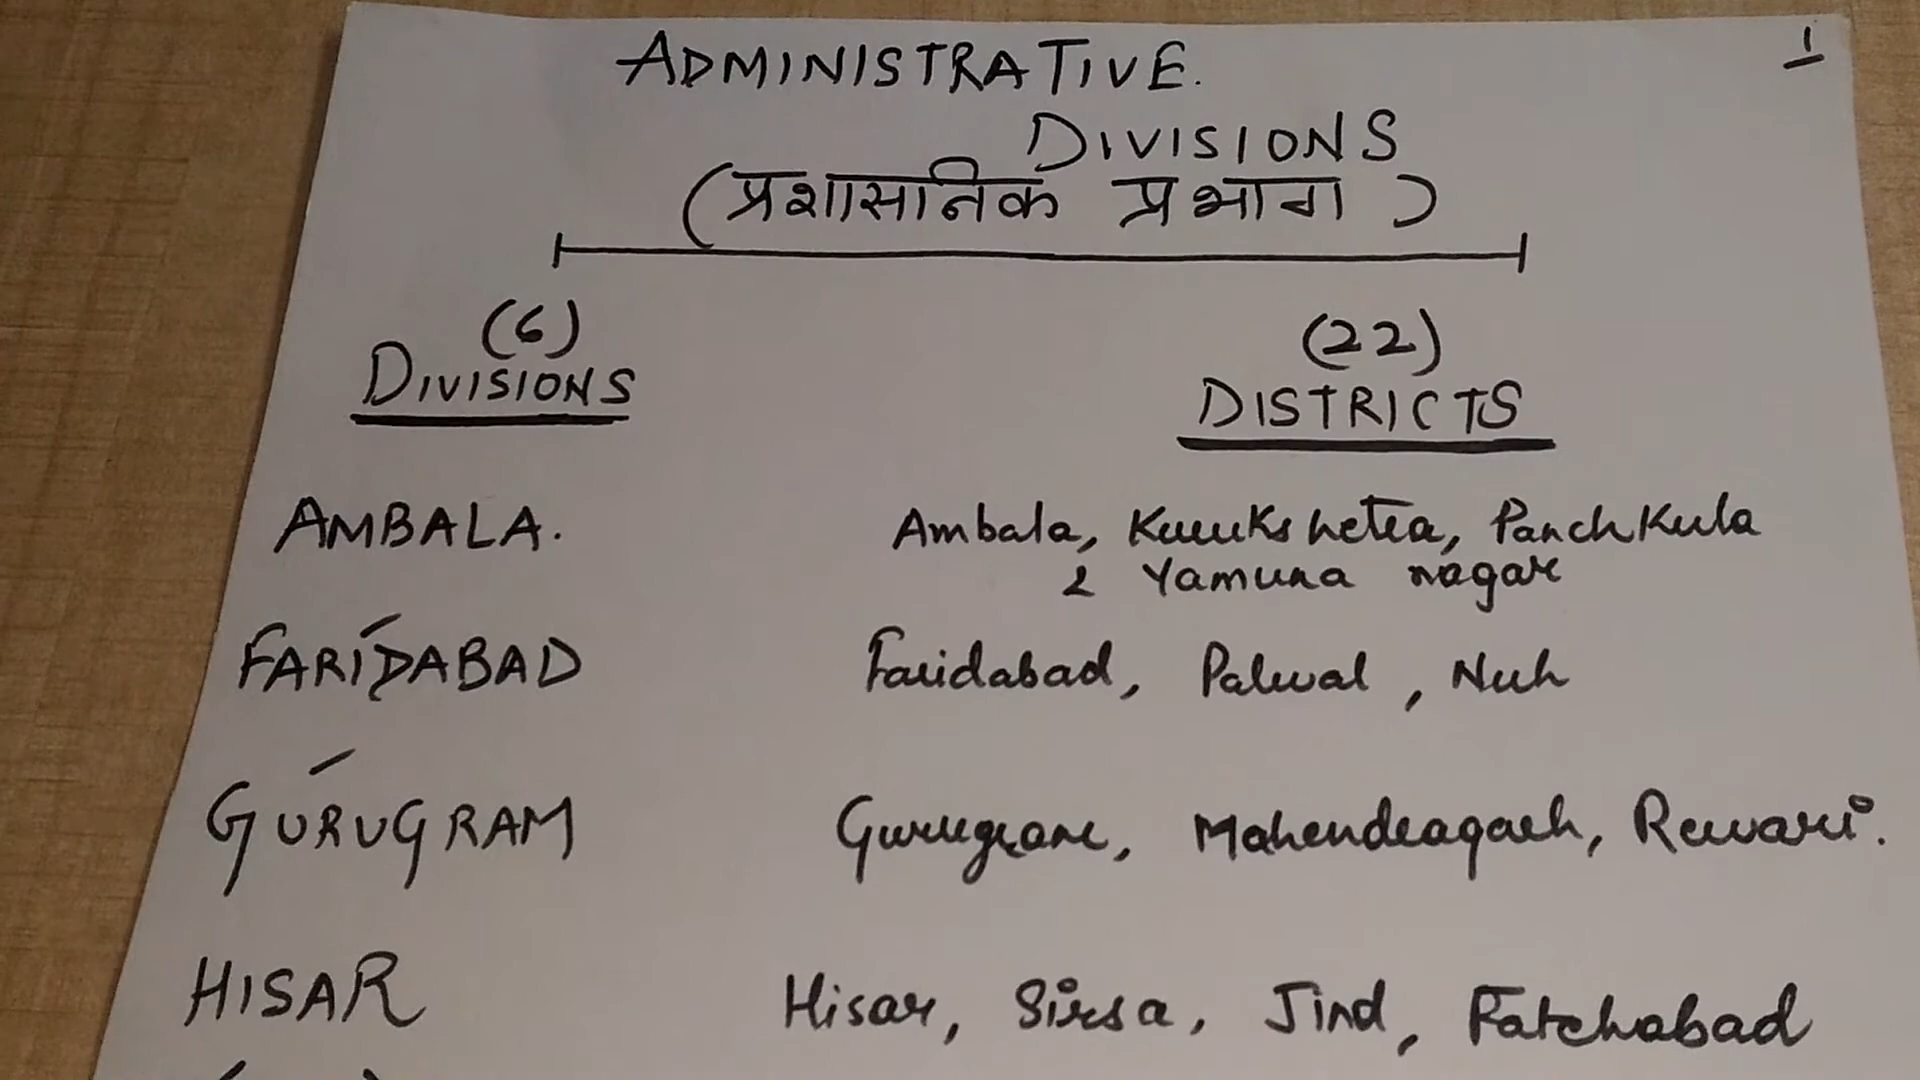 1
ADMINISTRATIVE.
DIVISIONS
(प्रशासनिक प्रभाग)
(6) (22)
DIVISIONS DISTRICTS
AMBALA. Ambala, Kurukshetra, Panchkula
& Yamuna nagar
FARIDABAD Faridabad, Palwal, Nuh
GURUGRAM Gurugram, Mahendragarh, Rewari.
HISAR Hisar, Sirsa, Jind, Fatehabad